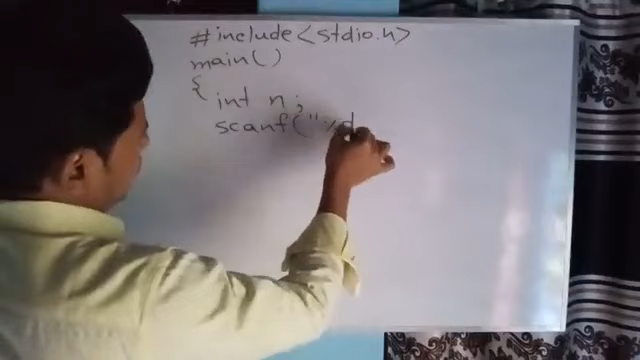 #include<stdio.h>
main()
{
int n;
scanf("%d